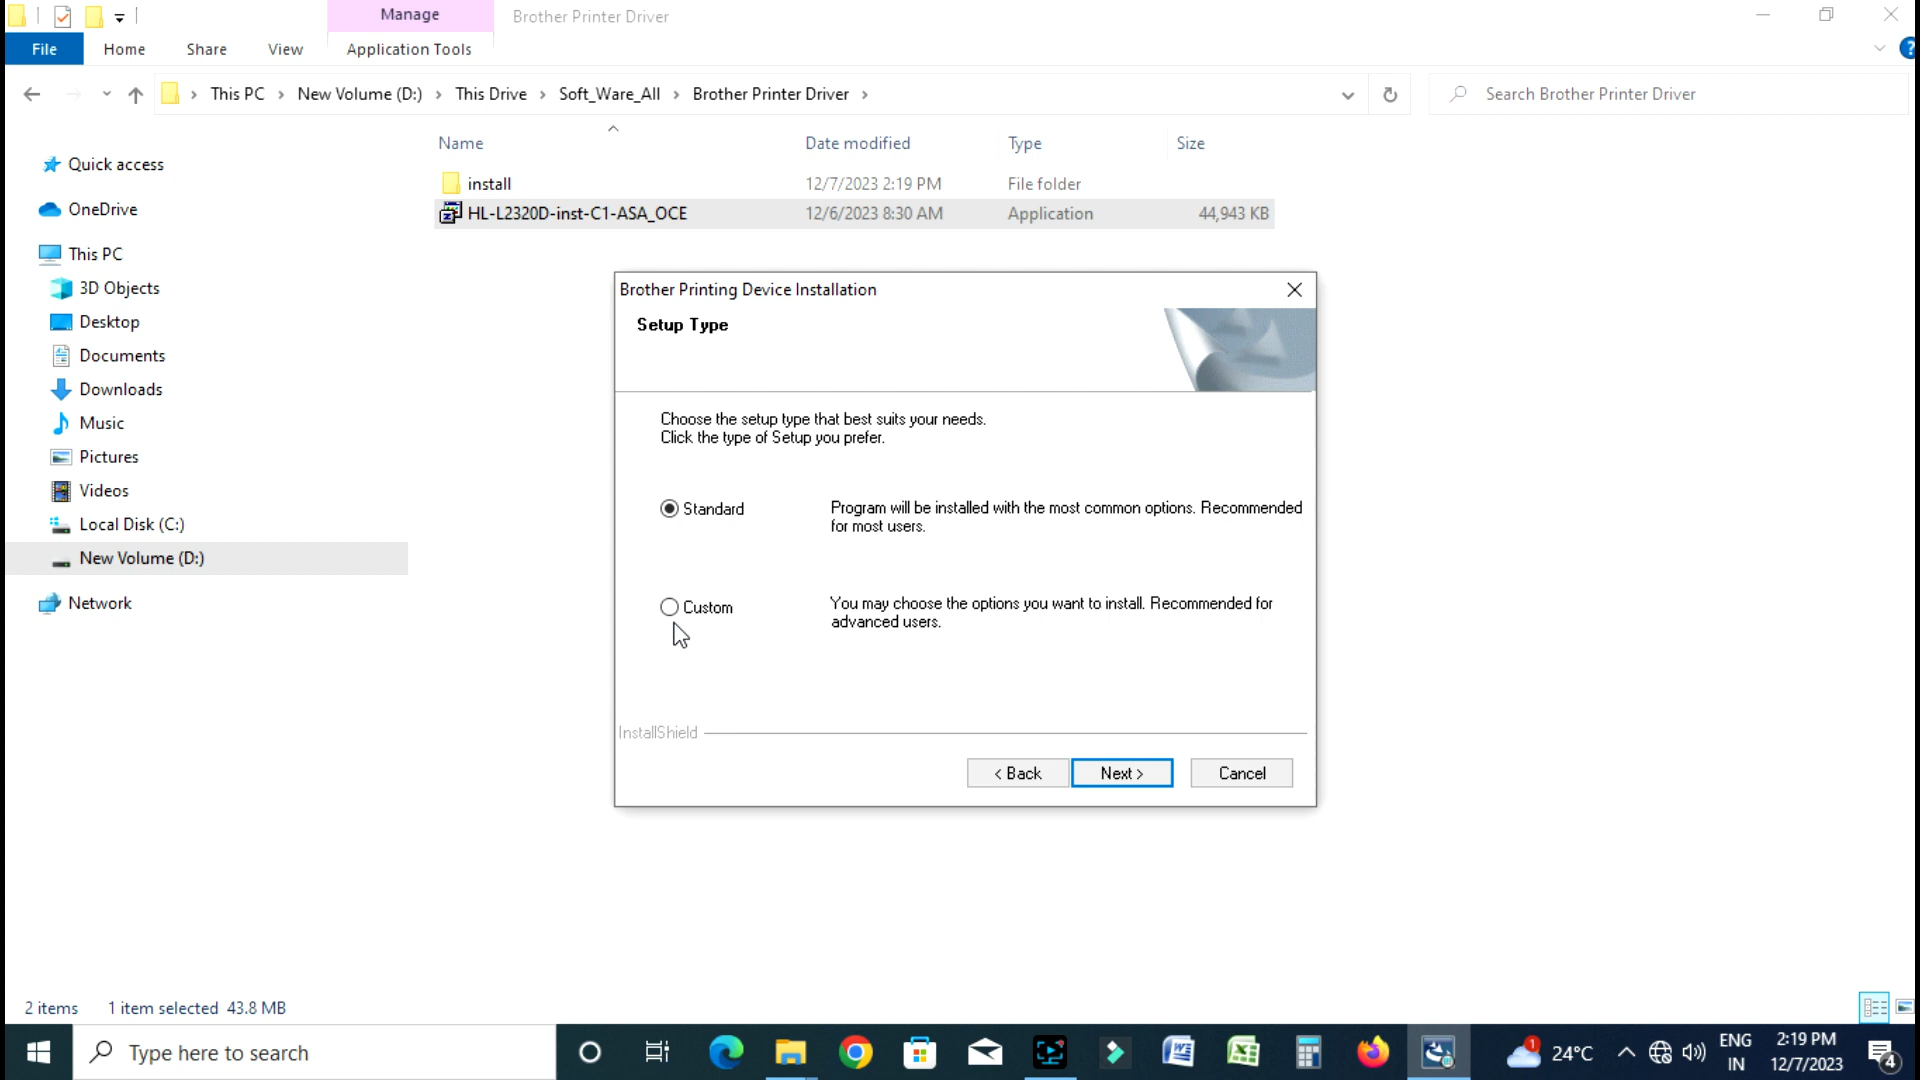 Manage
Brother Printer Driver
File
Home
Share
View
Application Tools
This PC
New Volume (D:)
This Drive
Soft_Ware_All
Brother Printer Driver
Search Brother Printer Driver
Name
Date modified
Type
Size
install
12/7/2023 2:19 PM
File folder
HL-L2320D-inst-C1-ASA_OCE
12/6/2023 8:30 AM
Application
44,943 KB
Quick access
OneDrive
This PC
3D Objects
Desktop
Documents
Downloads
Music
Pictures
Videos
Local Disk (C:)
New Volume (D:)
Network
Brother Printing Device Installation
Setup Type
Choose the setup type that best suits your needs.
Click the type of Setup you prefer.
Standard
Program will be installed with the most common options. Recommended
for most users.
Custom
You may choose the options you want to install. Recommended for
advanced users.
InstallShield
< Back
Next >
Cancel
2 items
1 item selected 43.8 MB
Type here to search
1
24°C
ENG
IN
2:19 PM
12/7/2023
4